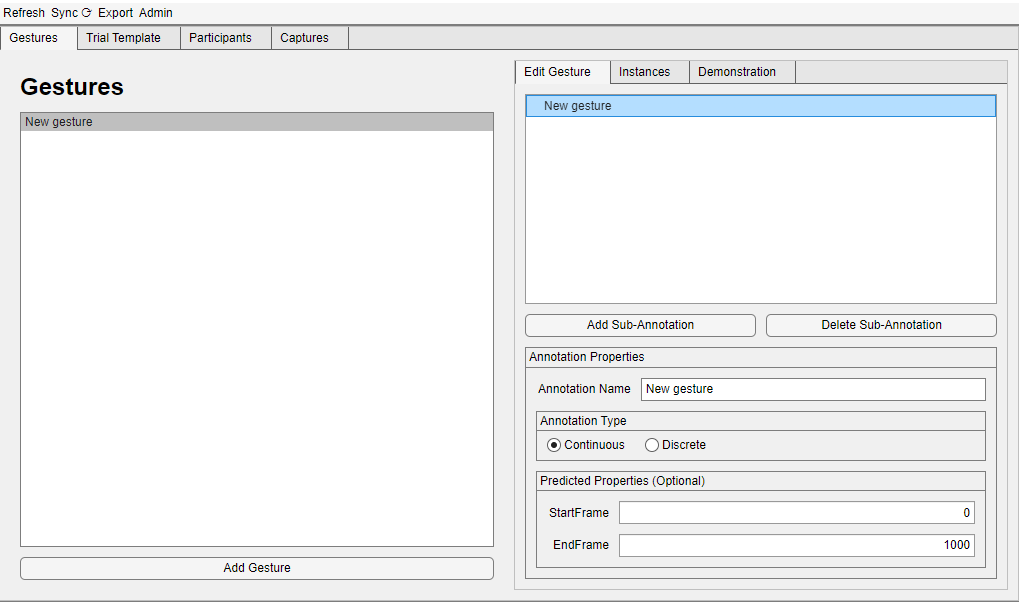 Refresh Sync ⟳ Export Admin
Gestures Trial Template Participants Captures
Gestures
New gesture
Add Gesture
Edit Gesture Instances Demonstration
New gesture
Add Sub-Annotation Delete Sub-Annotation
Annotation Properties
Annotation Name New gesture
Annotation Type
Continuous Discrete
Predicted Properties (Optional)
StartFrame 0
EndFrame 1000